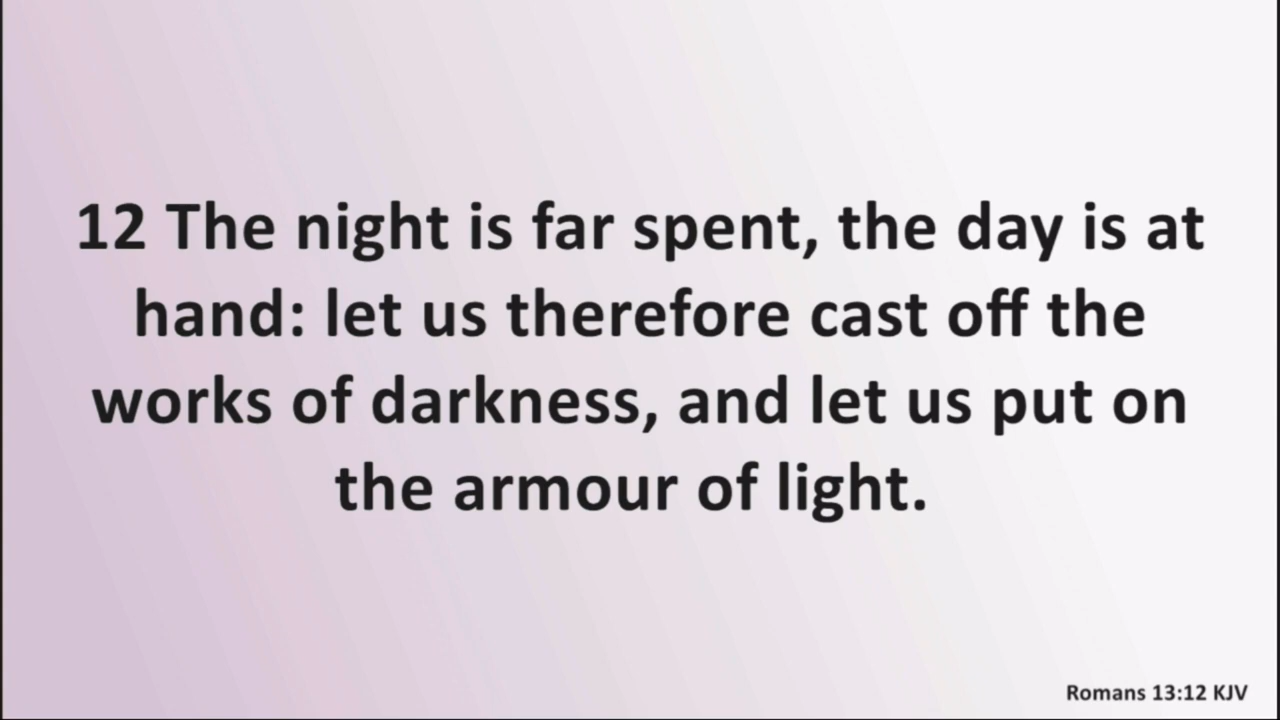 12 The night is far spent, the day is at
hand: let us therefore cast off the
works of darkness, and let us put on
the armour of light.
Romans 13:12 KJV